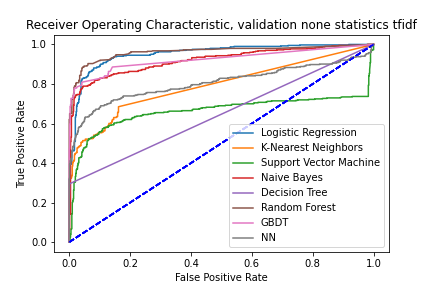 Receiver Operating Characteristic, validation none statistics tfidf
1.0
0.8
0.6
0.4
0.2
0.0
True Positive Rate
Logistic Regression
K-Nearest Neighbors
Support Vector Machine
Naive Bayes
Decision Tree
Random Forest
GBDT
NN
0.0 0.2 0.4 0.6 0.8 1.0
False Positive Rate